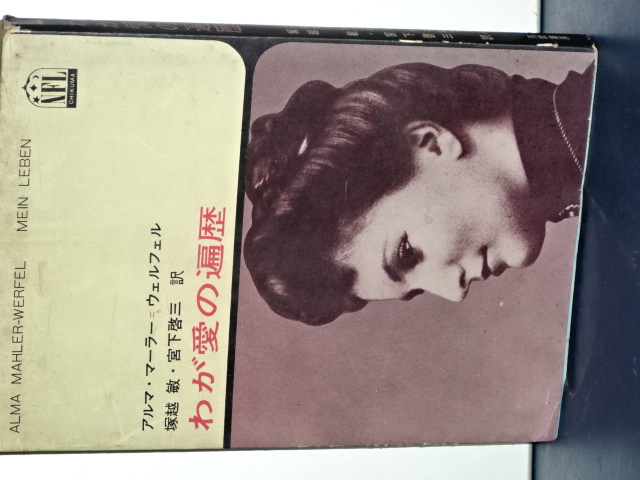 ALMA MAHLER-WERFEL MEIN LEBEN
NFL
CHIKUMA
アルマ・マーラー=ウェルフェル
塚越 敏・宮下啓三 訳
わが愛の遍歴